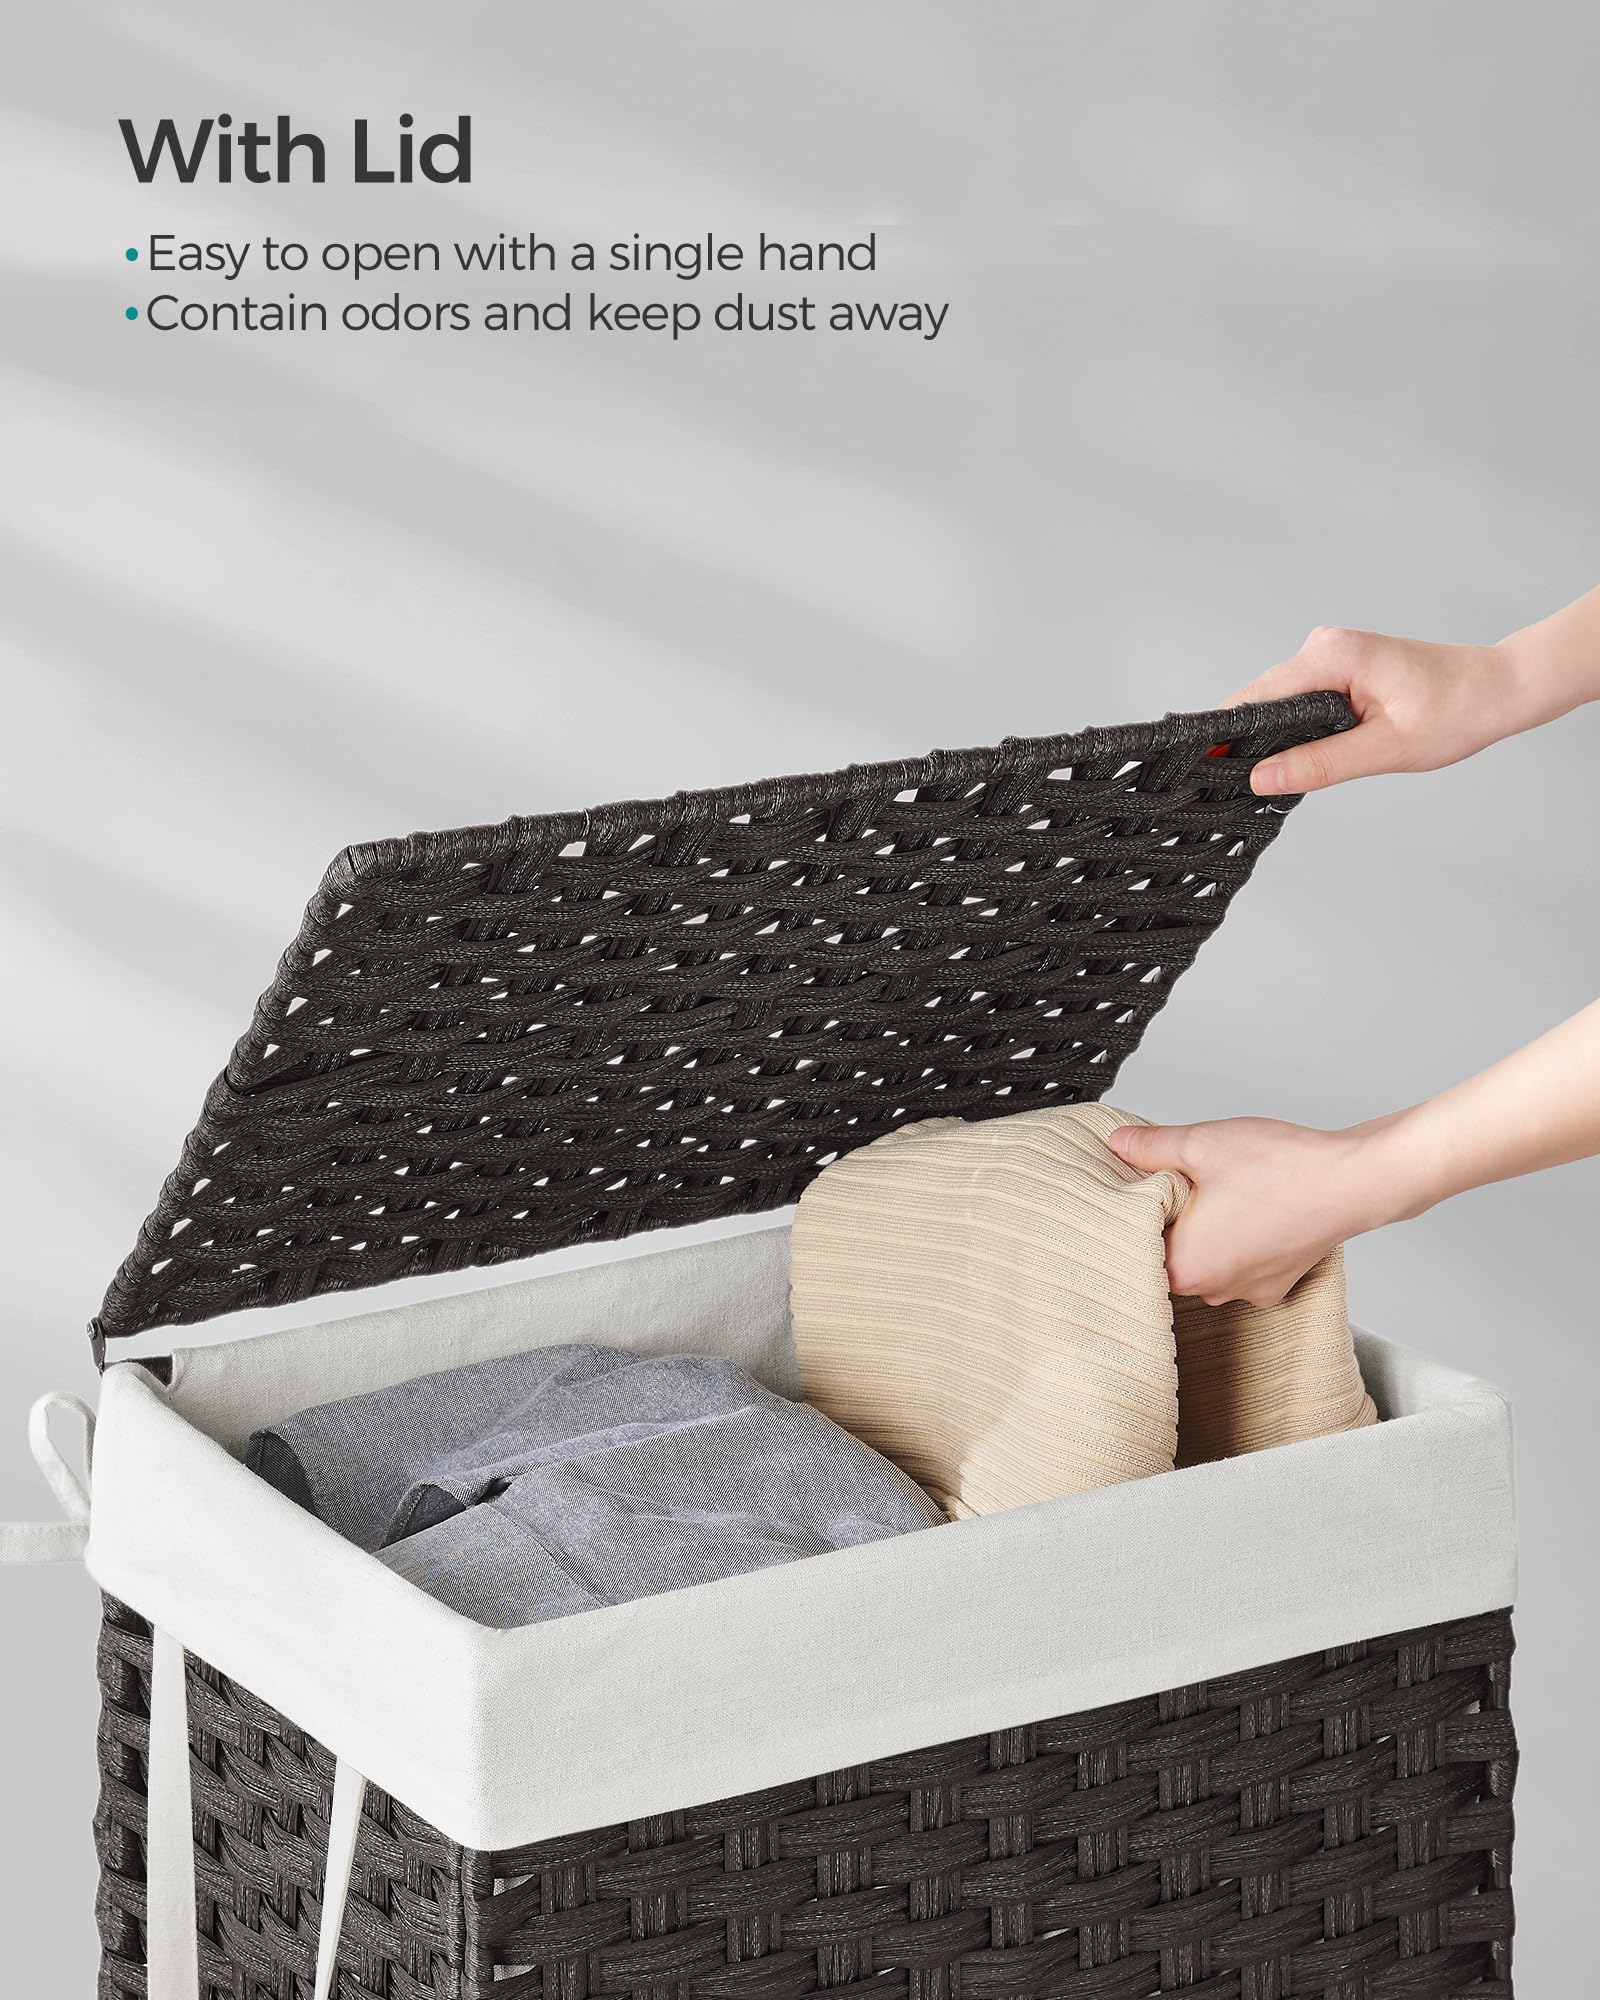 With Lid
•Easy to open with a single hand
•Contain odors and keep dust away